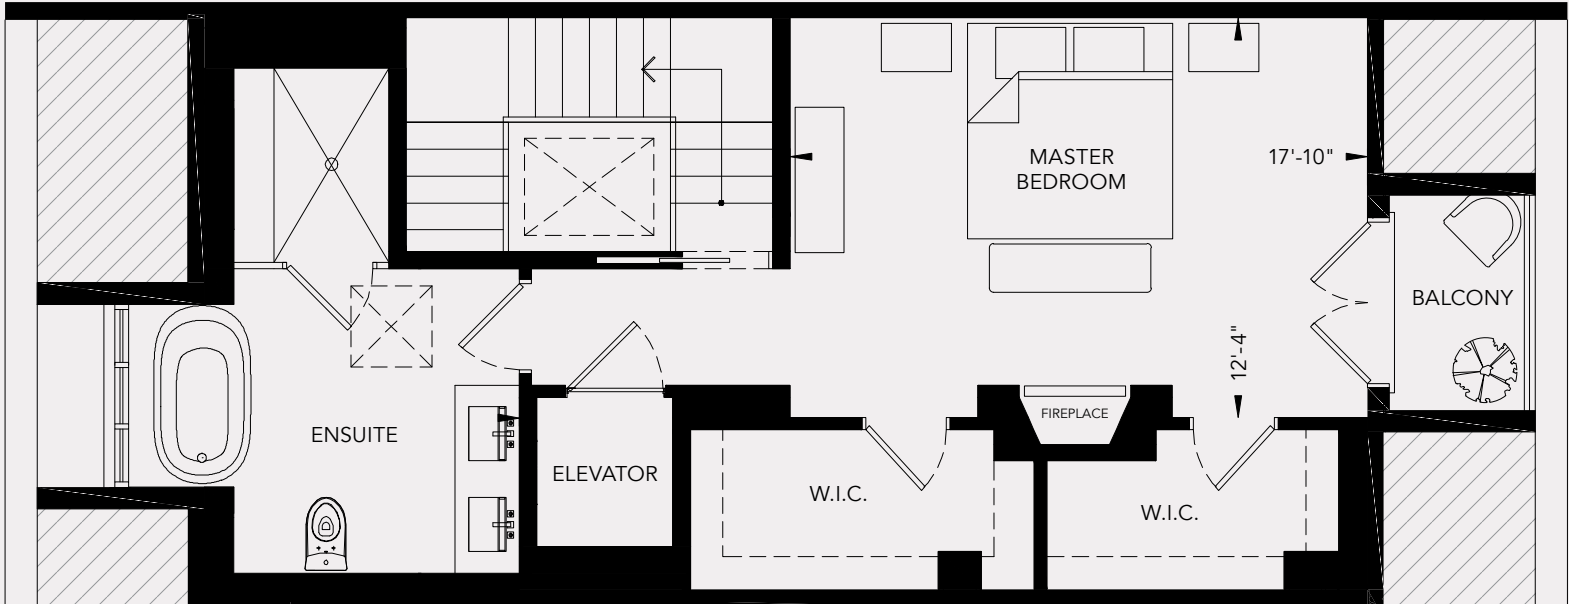 MASTER
BEDROOM
17'-10"
BALCONY
12'-4"
FIREPLACE
ENSUITE
ELEVATOR
W.I.C.
W.I.C.